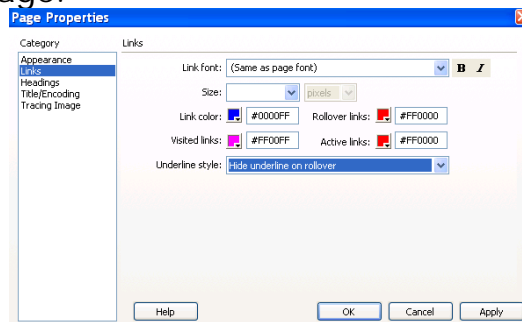 Page Properties
Category Links
Appearance
Links
Headings
Title/Encoding
Tracing Image
Link font: (Same as page font) B I
Size: pixels
Link color: #0000FF Rollover links: #FF0000
Visited links: #FF00FF Active links: #FF0000
Underline style: Hide underline on rollover
Help OK Cancel Apply